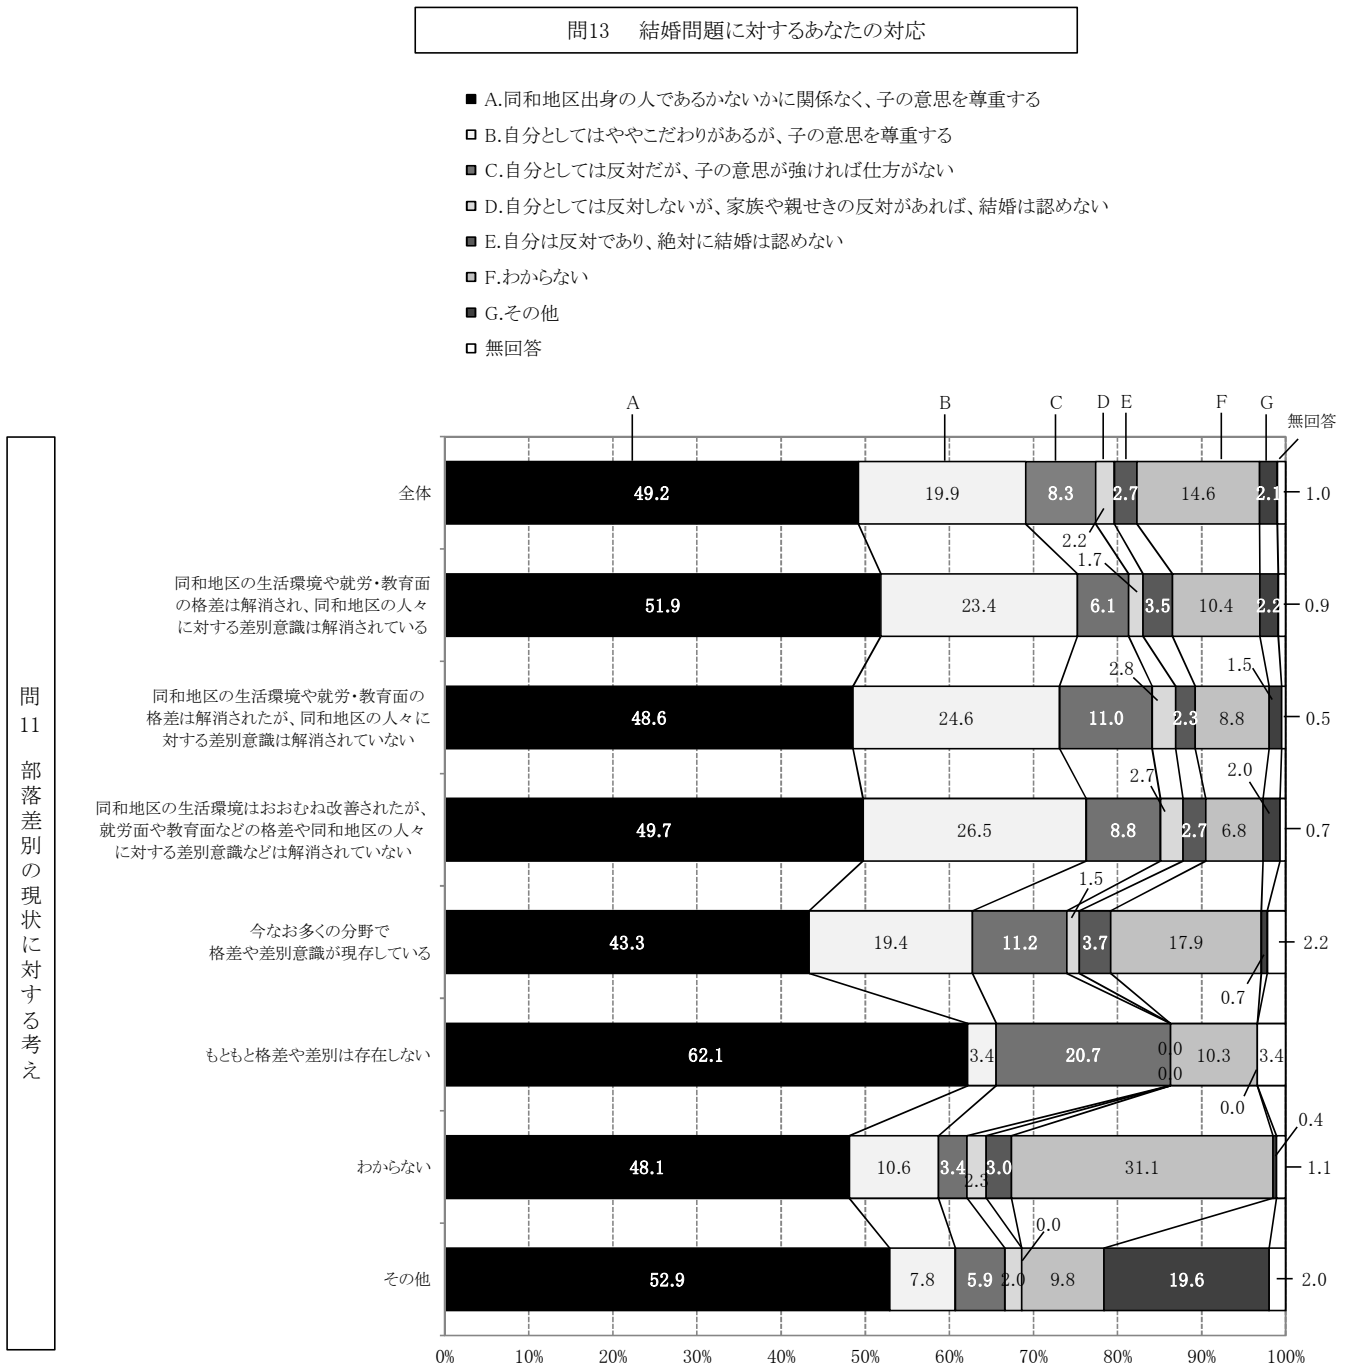 問13 結婚問題に対するあなたの対応
A.同和地区出身の人であるかないかに関係なく、子の意思を尊重する
B.自分としてはややこだわりがあるが、子の意思を尊重する
C.自分としては反対だが、子の意思が強ければ仕方がない
D.自分としては反対しないが、家族や親せきの反対があれば、結婚は認めない
E.自分は反対であり、絶対に結婚は認めない
F.わからない
G.その他
無回答
A B C D E F G 無回答
問11 部落差別の現状に対する考え
全体
49.2 19.9 8.3 2.2 2.7 14.6 2.1 1.0
同和地区の生活環境や就労・教育面
の格差は解消され、同和地区の人々
に対する差別意識は解消されている
51.9 23.4 6.1 1.7 3.5 10.4 2.2 0.9
同和地区の生活環境や就労・教育面の
格差は解消されたが、同和地区の人々に
対する差別意識は解消されていない
48.6 24.6 11.0 2.8 2.3 8.8 1.5 0.5
同和地区の生活環境はおおむね改善されたが、
就労面や教育面などの格差や同和地区の人々
に対する差別意識などは解消されていない
49.7 26.5 8.8 2.7 2.7 6.8 2.0 0.7
今なお多くの分野で
格差や差別意識が現存している
43.3 19.4 11.2 1.5 3.7 17.9 0.7 2.2
もともと格差や差別は存在しない
62.1 3.4 20.7 0.0 0.0 10.3 0.0 3.4
わからない
48.1 10.6 3.4 2.3 3.0 31.1 0.4 1.1
その他
52.9 7.8 5.9 2.0 0.0 9.8 19.6 2.0
0% 10% 20% 30% 40% 50% 60% 70% 80% 90% 100%